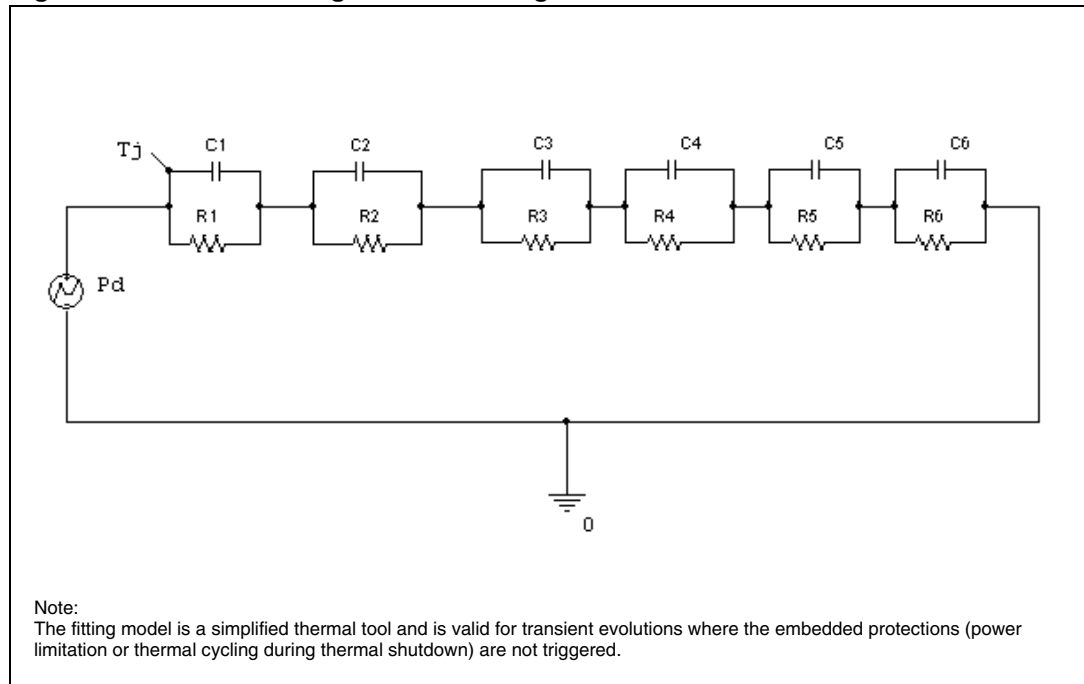 Tj
C1
C2
C3
C4
C5
C6
R1
R2
R3
R4
R5
R6
Pd
0
Note:
The fitting model is a simplified thermal tool and is valid for transient evolutions where the embedded protections (power
limitation or thermal cycling during thermal shutdown) are not triggered.